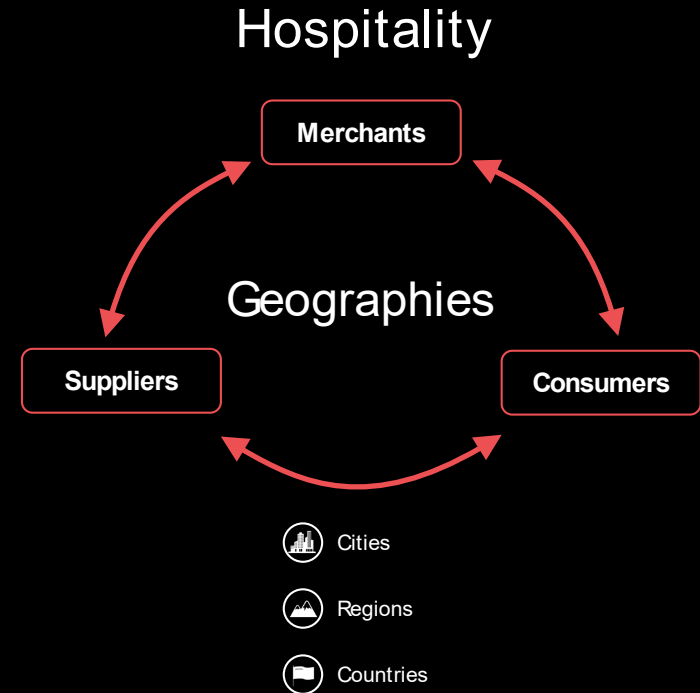 Hospitality
Merchants
Geographies
Suppliers
Consumers
Cities
Regions
Countries